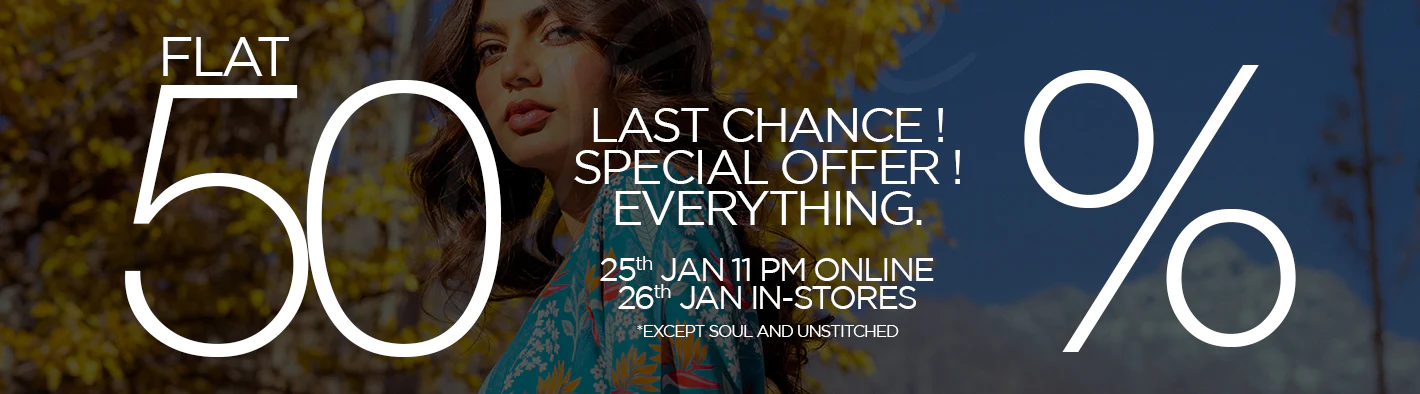 FLAT
50 %
LAST CHANCE !
SPECIAL OFFER !
EVERYTHING.
25th JAN 11 PM ONLINE
26th JAN IN-STORES
*EXCEPT SOUL AND UNSTITCHED